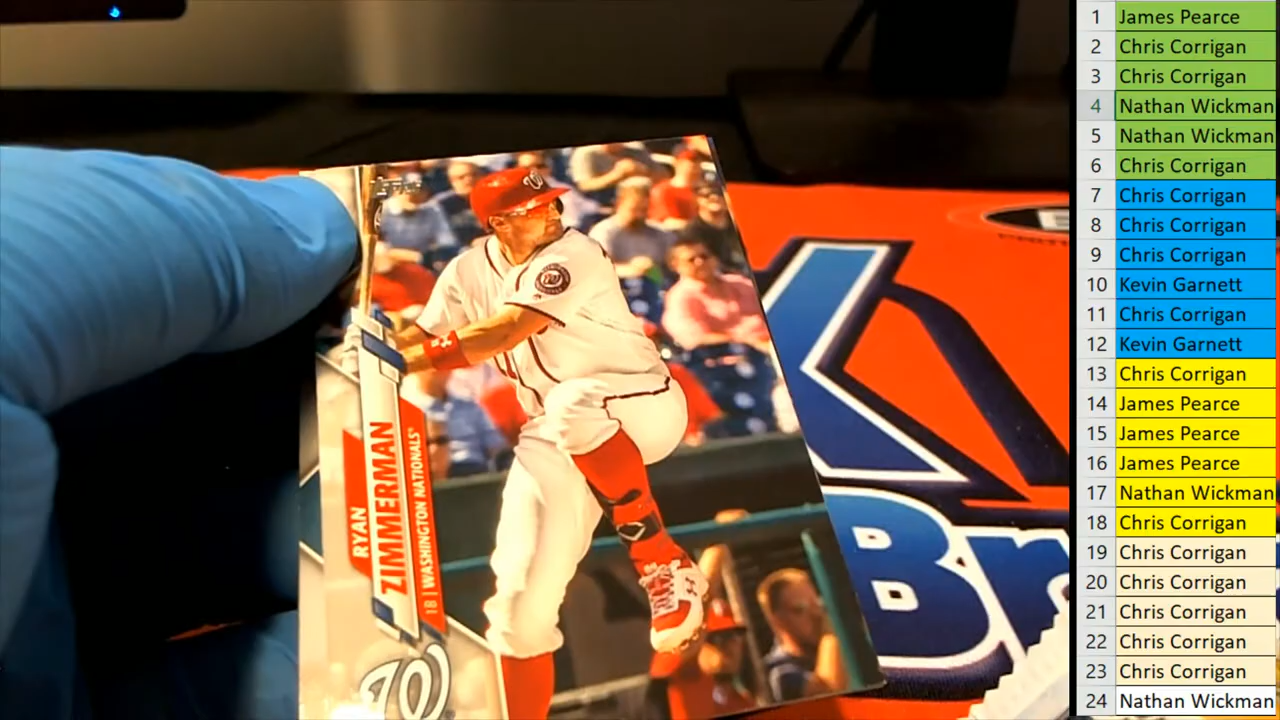 Topps
RYAN
ZIMMERMAN
1B | WASHINGTON NATIONALS
W
W
Br
1 James Pearce
2 Chris Corrigan
3 Chris Corrigan
4 Nathan Wickman
5 Nathan Wickman
6 Chris Corrigan
7 Chris Corrigan
8 Chris Corrigan
9 Chris Corrigan
10 Kevin Garnett
11 Chris Corrigan
12 Kevin Garnett
13 Chris Corrigan
14 James Pearce
15 James Pearce
16 James Pearce
17 Nathan Wickman
18 Chris Corrigan
19 Chris Corrigan
20 Chris Corrigan
21 Chris Corrigan
22 Chris Corrigan
23 Chris Corrigan
24 Nathan Wickman